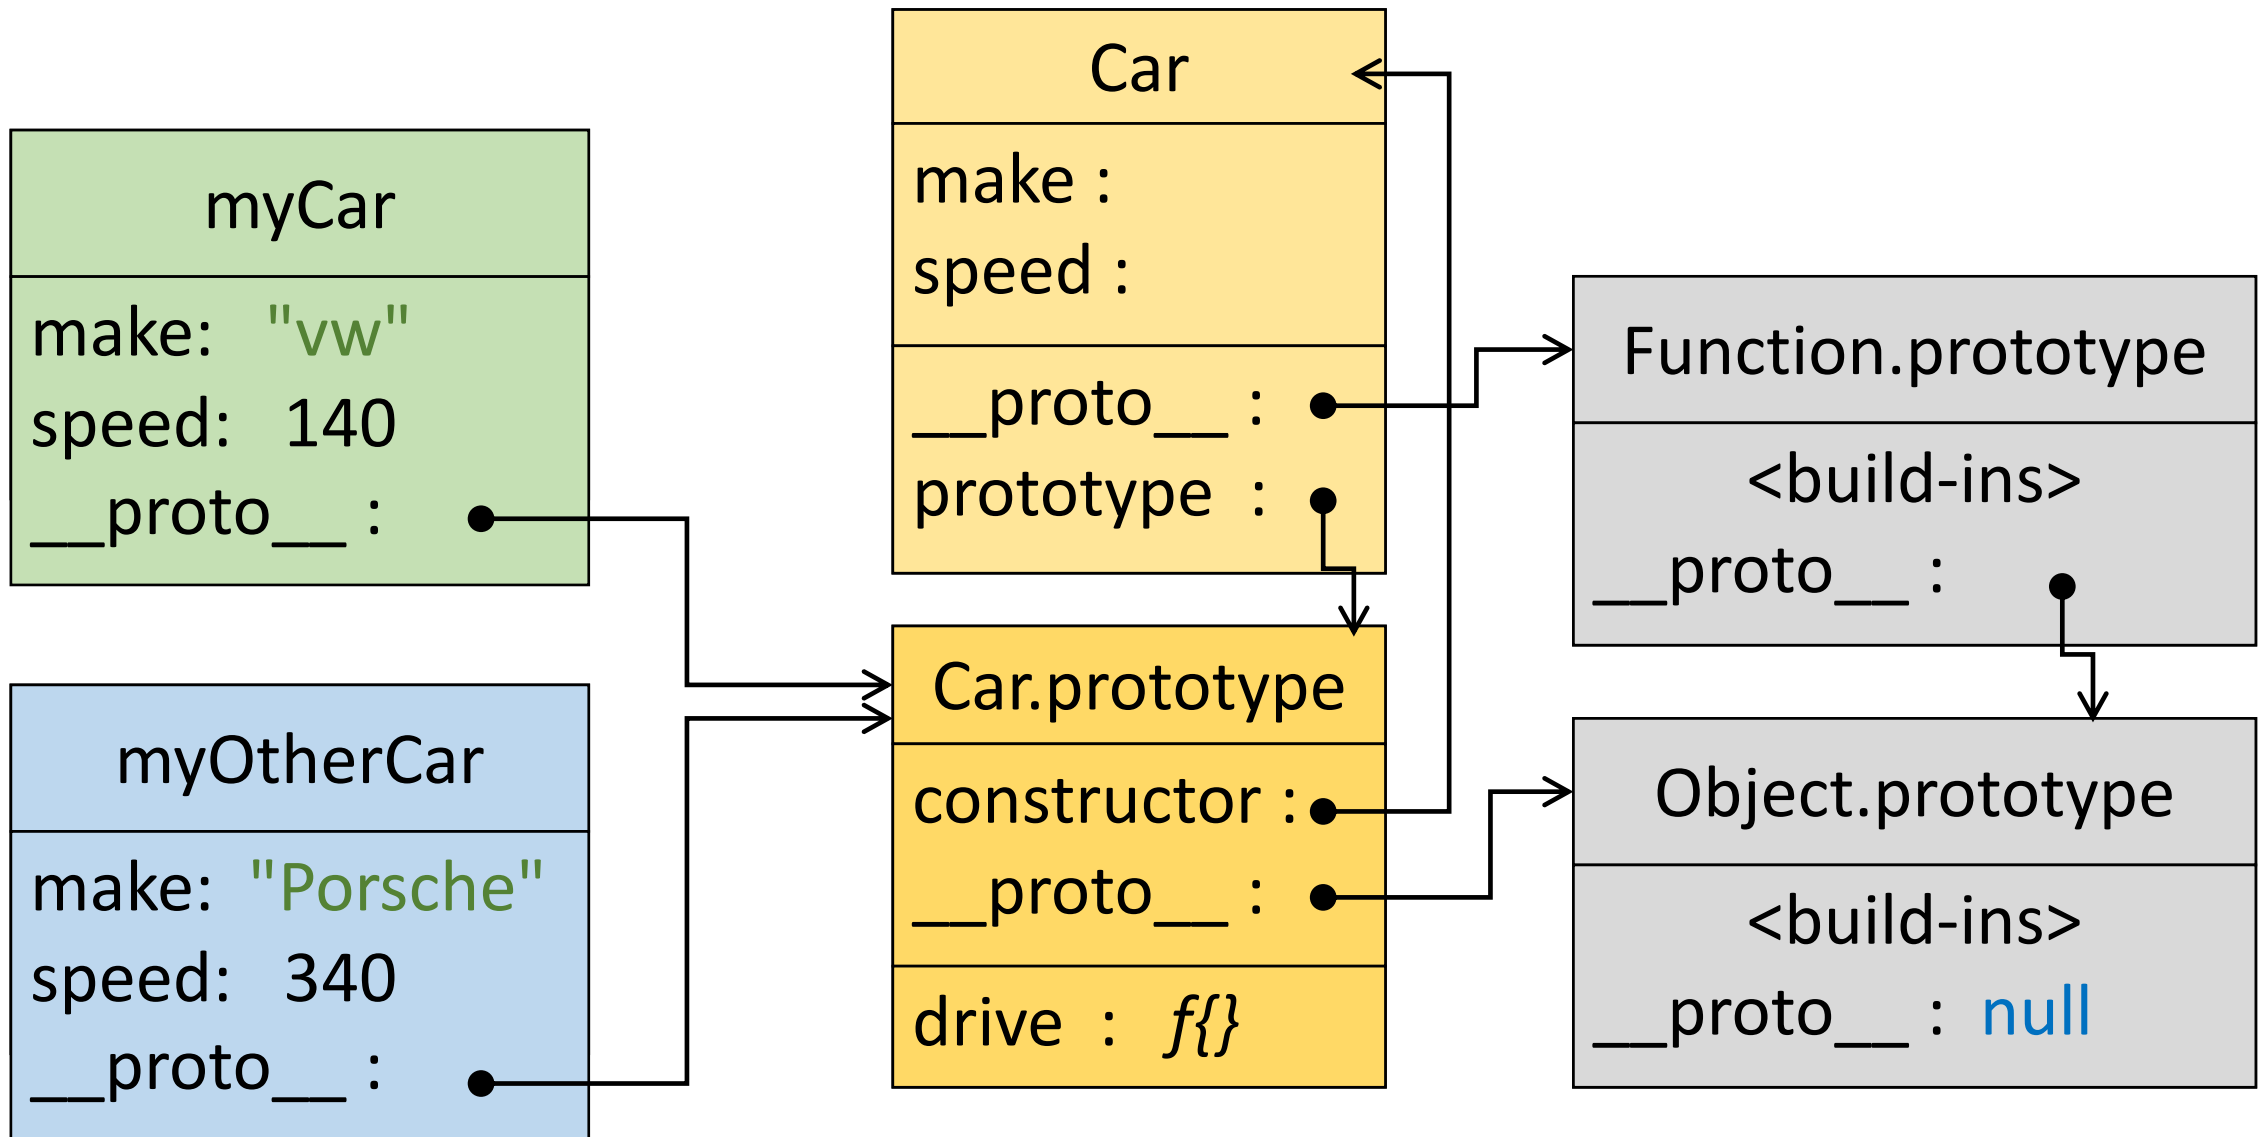 myCar
make: "vw"
speed: 140
__proto__ :
myOtherCar
make: "Porsche"
speed: 340
__proto__ :
Car
make :
speed :
__proto__ :
prototype :
Car.prototype
constructor :
__proto__ :
drive : f{}
Function.prototype
<build-ins>
__proto__ :
Object.prototype
<build-ins>
__proto__ : null